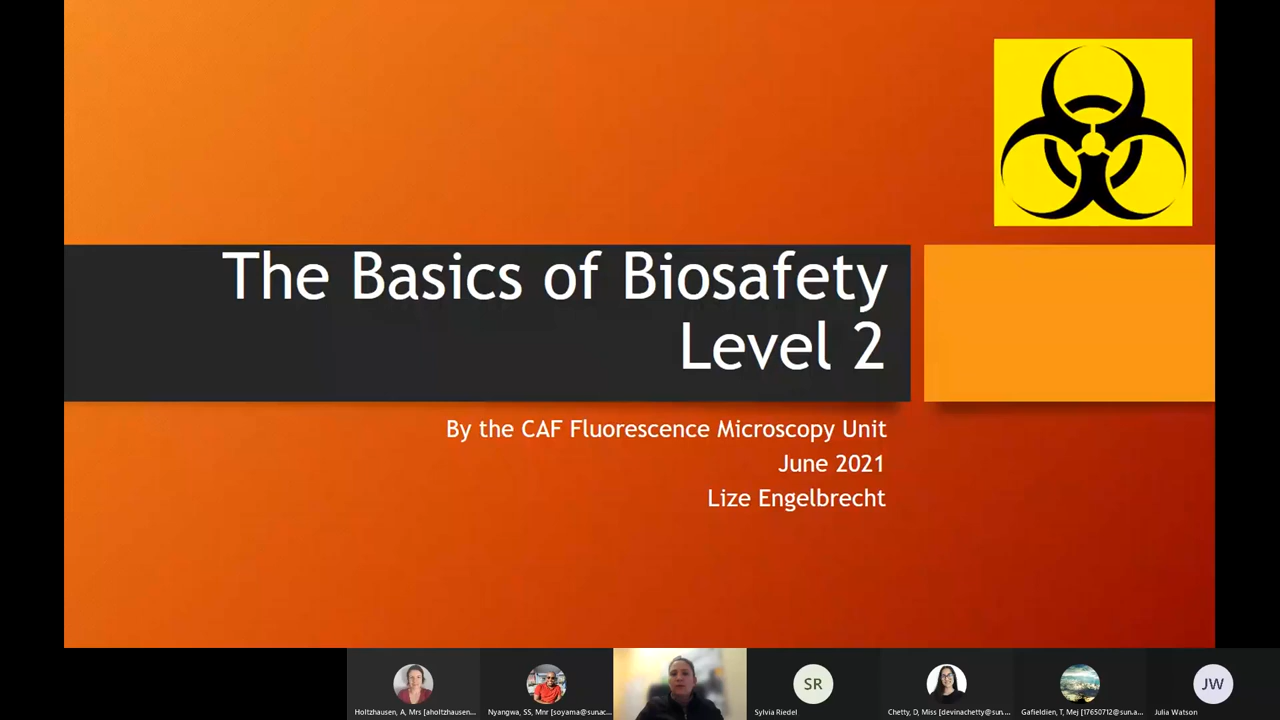 The Basics of Biosafety
Level 2
By the CAF Fluorescence Microscopy Unit
June 2021
Lize Engelbrecht
SR
JW
Holtzhausen, A, Mrs [aholtzhausen...
Nyangwa, SS, Mnr [soyama@sunac...
Sylvia Riedel
Chetty, D, Miss [devinachetty@sun....
Gafieldien, T, Mej [17650712@sun.a...
Julia Watson